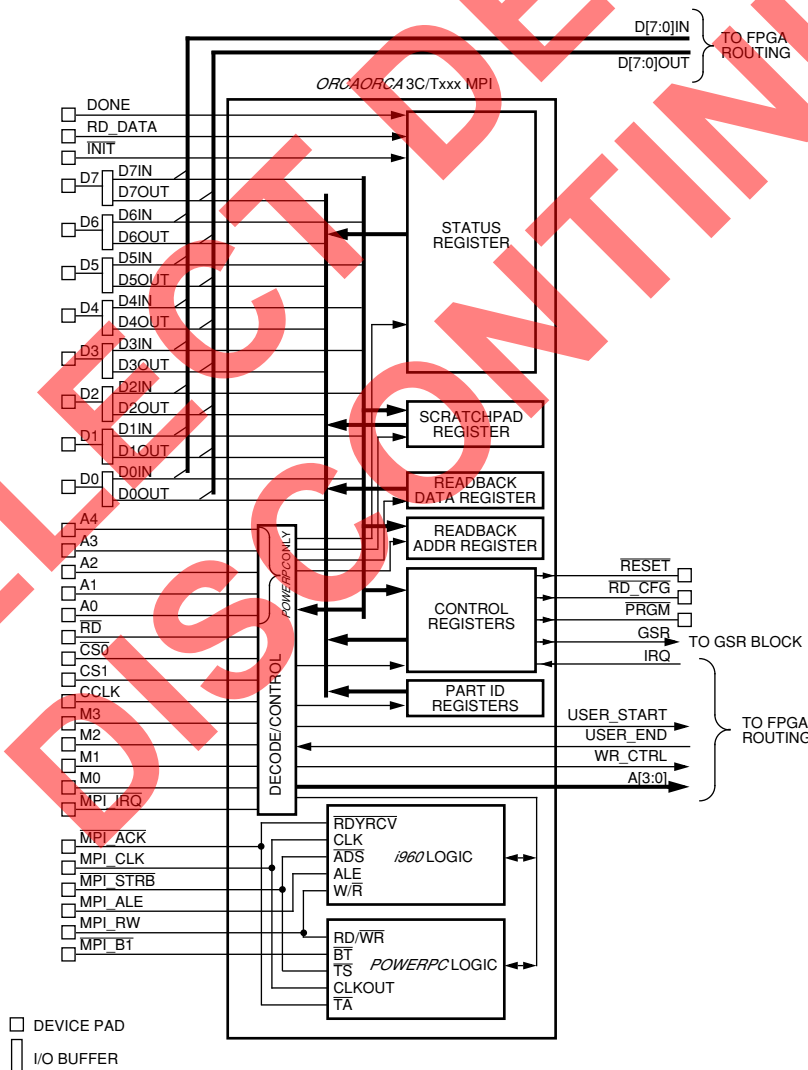 D[7:0]IN
TO FPGA
ROUTING
D[7:0]OUT
ORCAORCA 3C/Txxx MPI
DONE
RD_DATA
INIT
D7
D7IN
D7OUT
D6
D6IN
D6OUT
D5
D5IN
D5OUT
D4
D4IN
D4OUT
D3
D3IN
D3OUT
D2
D2IN
D2OUT
D1
D1IN
D1OUT
D0
D0IN
D0OUT
STATUS
REGISTER
SCRATCHPAD
REGISTER
READBACK
DATA REGISTER
READBACK
ADDR REGISTER
CONTROL
REGISTERS
PART ID
REGISTERS
A4
A3
A2
A1
A0
RD
CS0
CS1
CCLK
M3
M2
M1
M0
MPI_IRQ
POWERPC ONLY
DECODE/CONTROL
RESET
RD_CFG
PRGM
GSR
TO GSR BLOCK
IRQ
USER_START
USER_END
WR_CTRL
A[3:0]
TO FPGA
ROUTING
MPI_ACK
MPI_CLK
MPI_STRB
MPI_ALE
MPI_RW
MPI_B1
RDYRCV
CLK
ADS
ALE
W/R
i960 LOGIC
RD/WR
BT
TS
CLKOUT
TA
POWERPC LOGIC
DEVICE PAD
I/O BUFFER
DISCONTIN